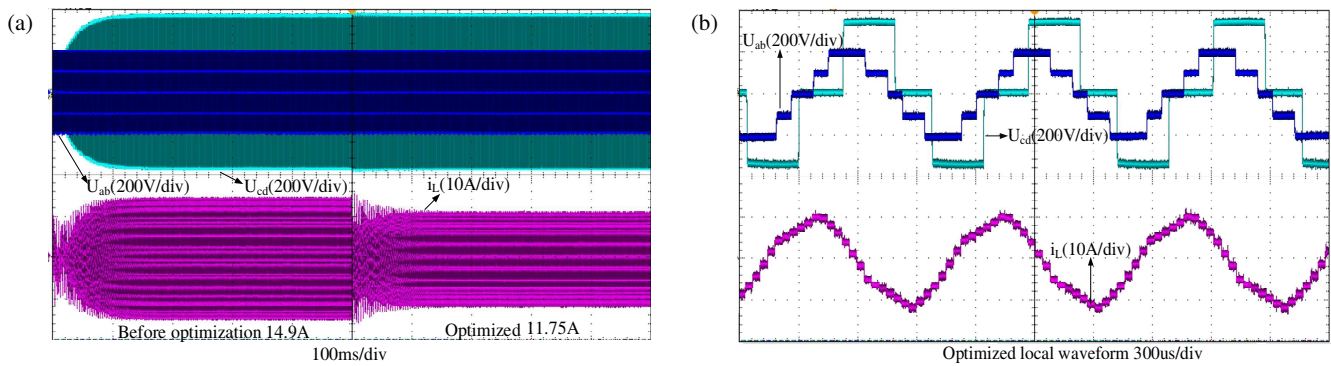 (a)
U_ab(200V/div)
U_cd(200V/div)
i_L(10A/div)
Before optimization 14.9A
Optimized 11.75A
100ms/div
(b)
U_ab(200V/div)
U_cd(200V/div)
i_L(10A/div)
Optimized local waveform 300us/div